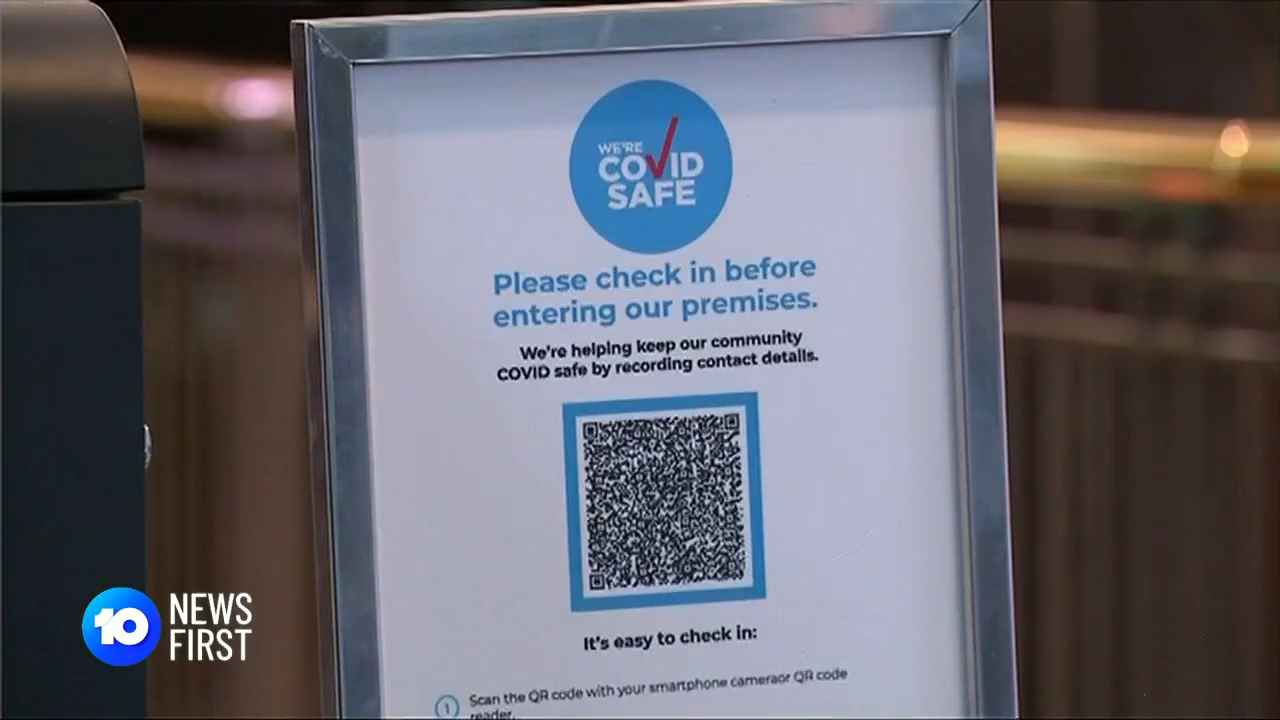 WE'RE
COVID
SAFE
Please check in before
entering our premises.
We're helping keep our community
COVID safe by recording contact details.
It's easy to check in:
1 Scan the QR code with your smartphone cameraor QR code
reader.
10 NEWS
FIRST